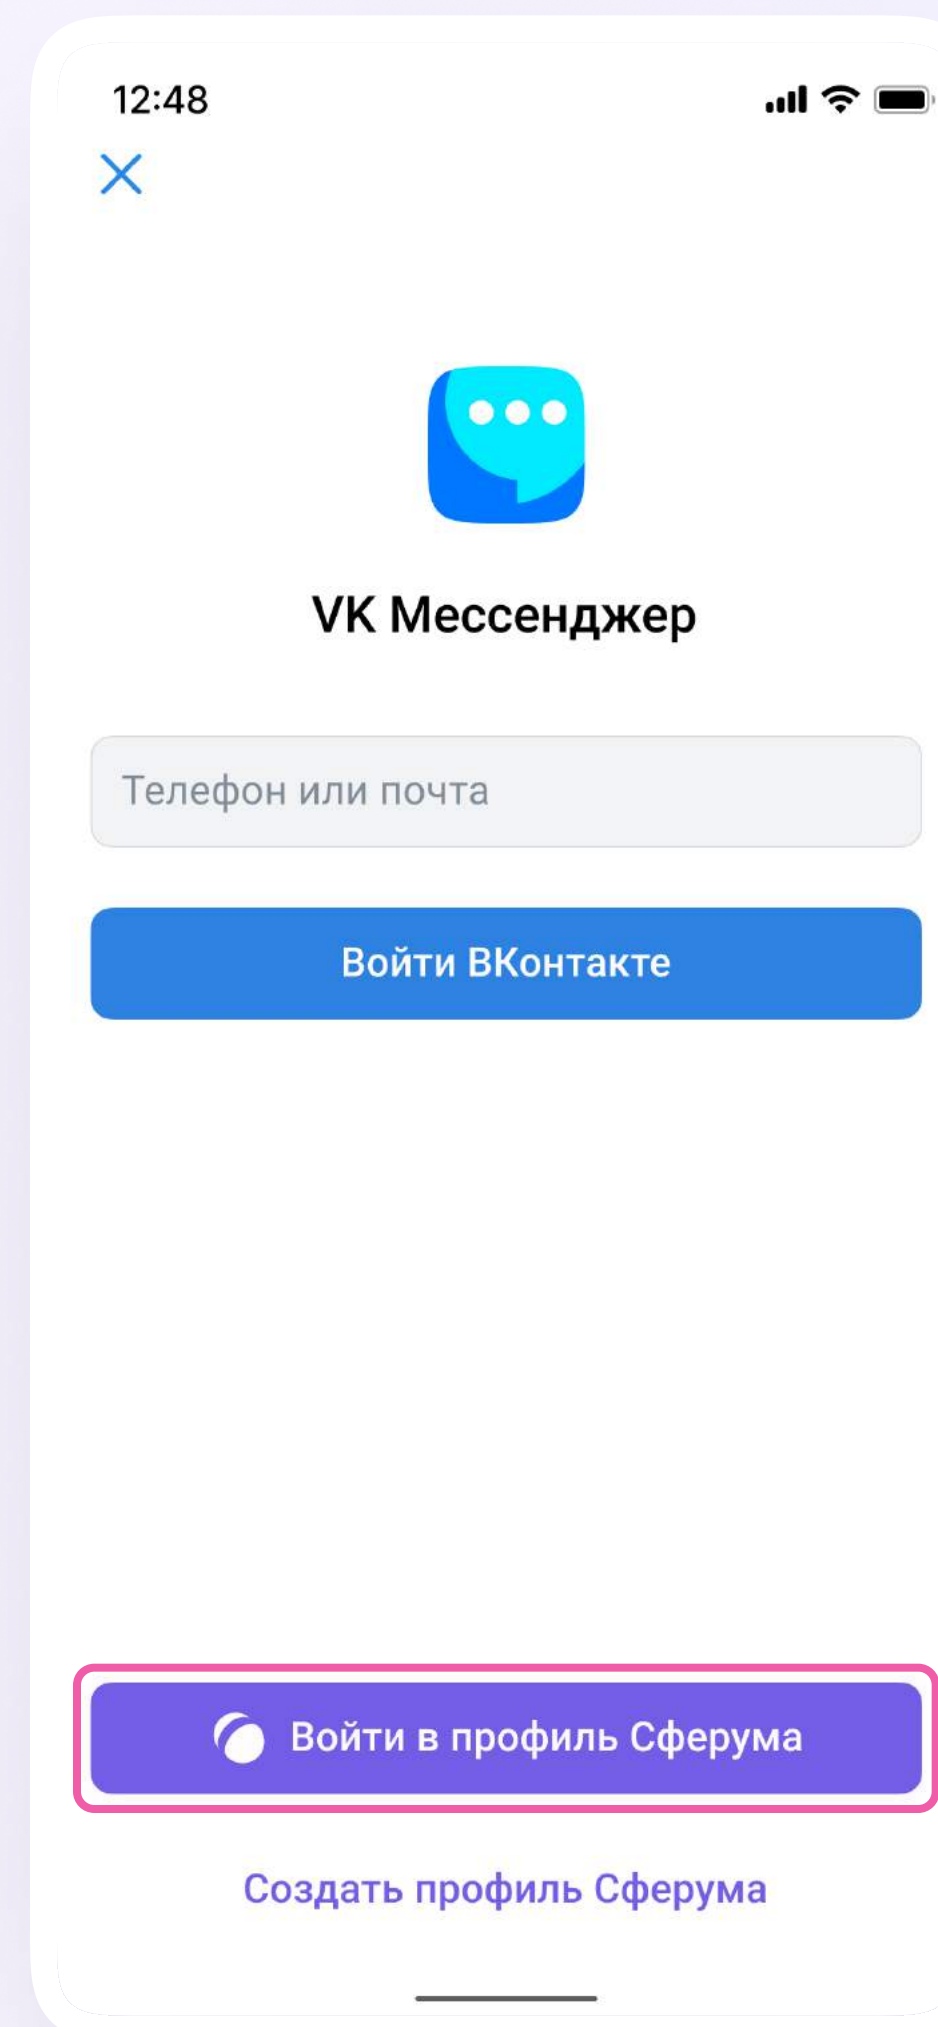 12:48
VK Мессенджер
Телефон или почта
Войти ВКонтакте
Войти в профиль Сферума
Создать профиль Сферума